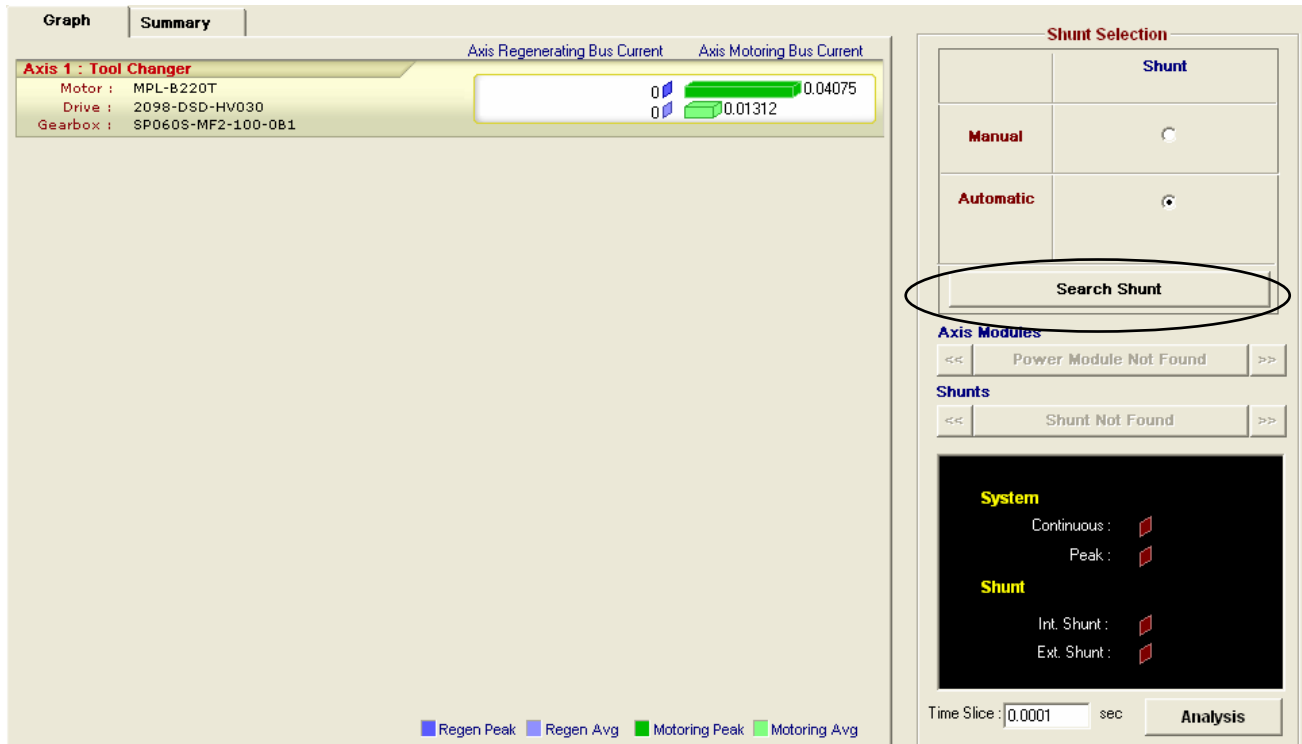 Graph Summary
Axis Regenerating Bus Current Axis Motoring Bus Current
Axis 1 : Tool Changer
Motor : MPL-B220T
Drive : 2098-DSD-HV030
Gearbox : SP060S-MF2-100-0B1
0 0.04075
0 0.01312
Regen Peak Regen Avg Motoring Peak Motoring Avg
Shunt Selection
Shunt
Manual
Automatic
Search Shunt
Axis Modules
<< Power Module Not Found >>
Shunts
<< Shunt Not Found >>
System
Continuous :
Peak :
Shunt
Int. Shunt :
Ext. Shunt :
Time Slice : 0.0001 sec Analysis